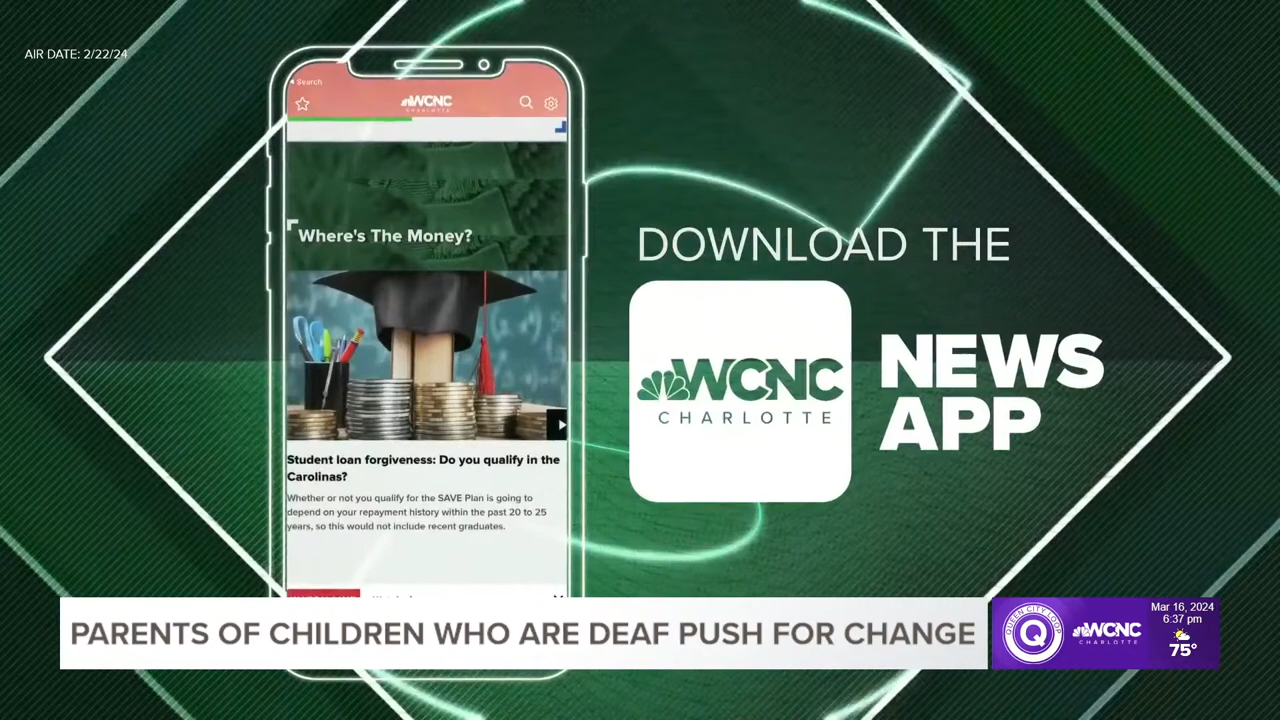 AIR DATE: 2/22/24
Search
WCNC
CHARLOTTE
Where's The Money?
Student loan forgiveness: Do you qualify in the
Carolinas?
Whether or not you qualify for the SAVE Plan is going to
depend on your repayment history within the past 20 to 25
years, so this would not include recent graduates.
DOWNLOAD THE
WCNC
CHARLOTTE
NEWS
APP
PARENTS OF CHILDREN WHO ARE DEAF PUSH FOR CHANGE
QUEEN CITY LOOP
Q
WCNC
CHARLOTTE
Mar 16, 2024
6:37 pm
75°